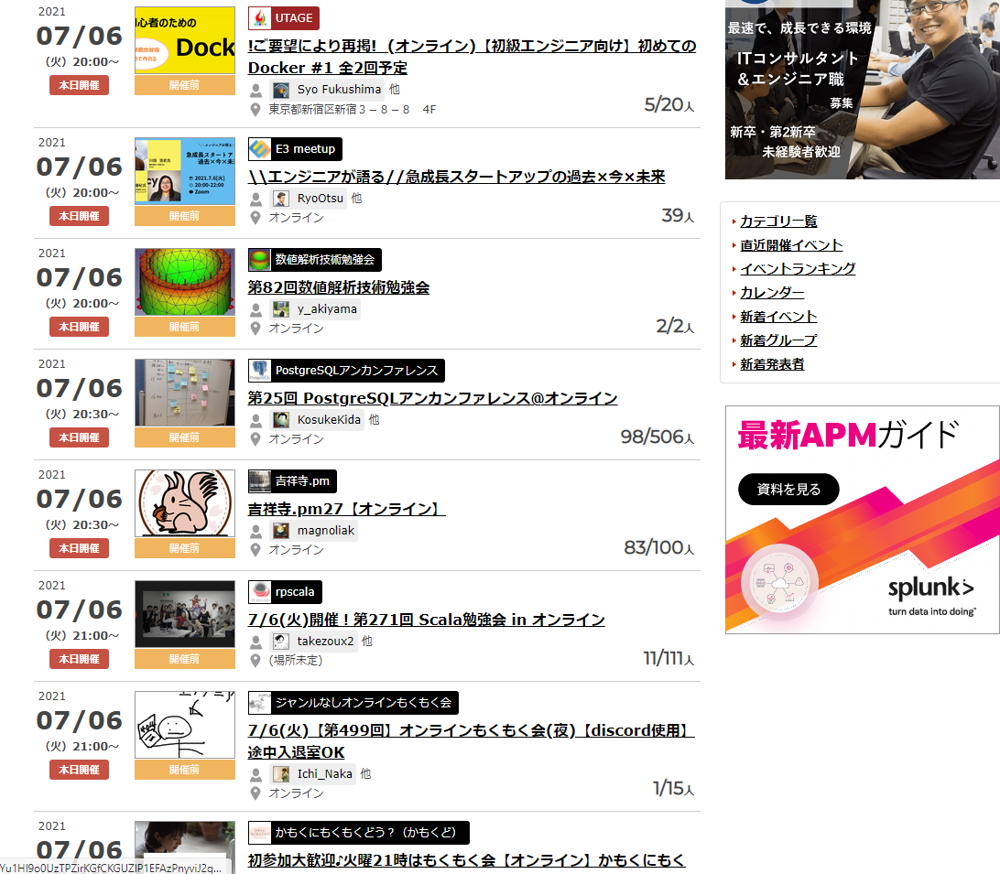 2021
07/06
（火）20:00～
本日開催
心者のための
Dock
開催前
UTAGE
!ご要望により再掲!（オンライン）【初級エンジニア向け】初めての
Docker #1 全2回予定
Syo Fukushima 他
東京都新宿区新宿３－８－８　4F
5/20人
2021
07/06
（火）20:00～
本日開催
急成長スタートア
過去×今×未
2021.7.6(火)
20:00-22:00
Zoom
開催前
E3 meetup
\\エンジニアが語る//急成長スタートアップの過去×今×未来
RyoOtsu 他
オンライン
39人
2021
07/06
（火）20:00～
本日開催
開催前
数値解析技術勉強会
第82回数値解析技術勉強会
y_akiyama
オンライン
2/2人
2021
07/06
（火）20:30～
本日開催
開催前
PostgreSQLアンカンファレンス
第25回 PostgreSQLアンカンファレンス@オンライン
KosukeKida 他
オンライン
98/506人
2021
07/06
（火）20:30～
本日開催
開催前
吉祥寺.pm
吉祥寺.pm27【オンライン】
magnoliak
オンライン
83/100人
2021
07/06
（火）21:00～
本日開催
開催前
rpscala
7/6(火)開催！第271回 Scala勉強会 in オンライン
takezoux2 他
(場所未定)
11/111人
2021
07/06
（火）21:00～
本日開催
開催前
ジャンルなしオンラインもくもく会
7/6(火)【第499回】オンラインもくもく会(夜)【discord使用】
途中入退室OK
Ichi_Naka 他
オンライン
1/15人
2021
07/06
かもくにもくもくどう？（かもくど）
初参加大歓迎♪火曜21時はもくもく会【オンライン】かもくにもく
Yu1HI9o0UzTPZirKGfCKGUZIP1EFAzPnyviJ2q...
最速で、成長できる環境
ITコンサルタント
＆エンジニア職
募集
新卒・第2新卒
未経験者歓迎
カテゴリ一覧
直近開催イベント
イベントランキング
カレンダー
新着イベント
新着グループ
新着発表者
最新APMガイド
資料を見る
splunk>
turn data into doing™